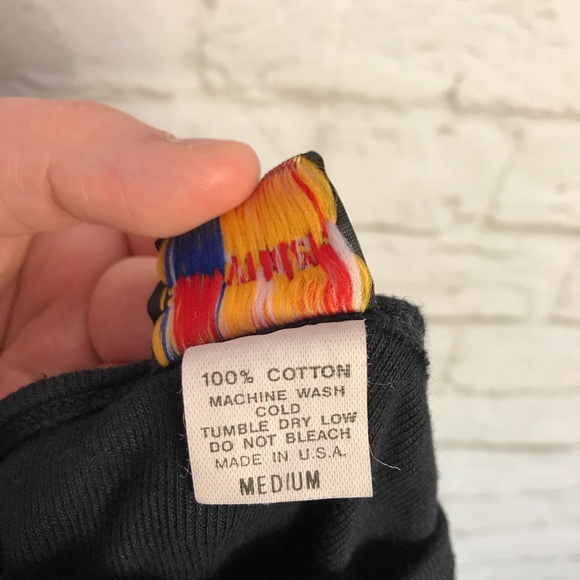 100% COTTON
MACHINE WASH
COLD
TUMBLE DRY LOW
DO NOT BLEACH
MADE IN U.S.A.
MEDIUM